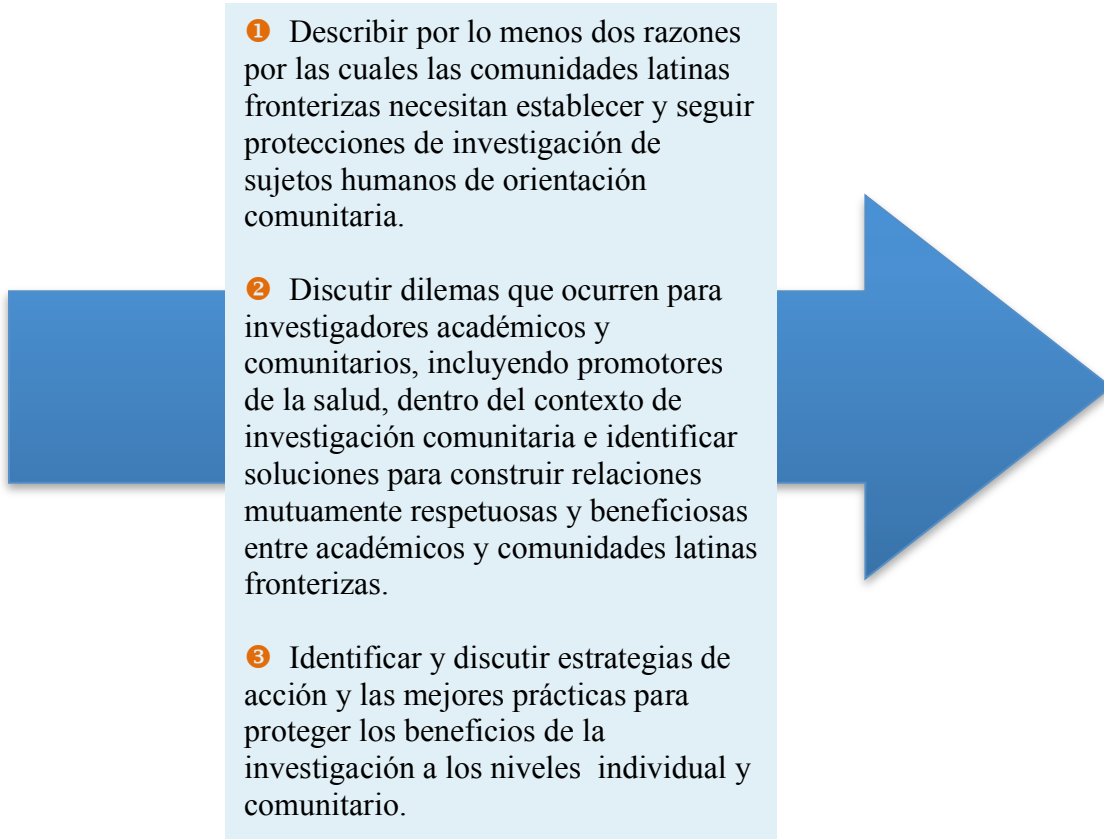 ❶ Describir por lo menos dos razones
por las cuales las comunidades latinas
fronterizas necesitan establecer y seguir
protecciones de investigación de
sujetos humanos de orientación
comunitaria.
❷ Discutir dilemas que ocurren para
investigadores académicos y
comunitarios, incluyendo promotores
de la salud, dentro del contexto de
investigación comunitaria e identificar
soluciones para construir relaciones
mutuamente respetuosas y beneficiosas
entre académicos y comunidades latinas
fronterizas.
❸ Identificar y discutir estrategias de
acción y las mejores prácticas para
proteger los beneficios de la
investigación a los niveles individual y
comunitario.